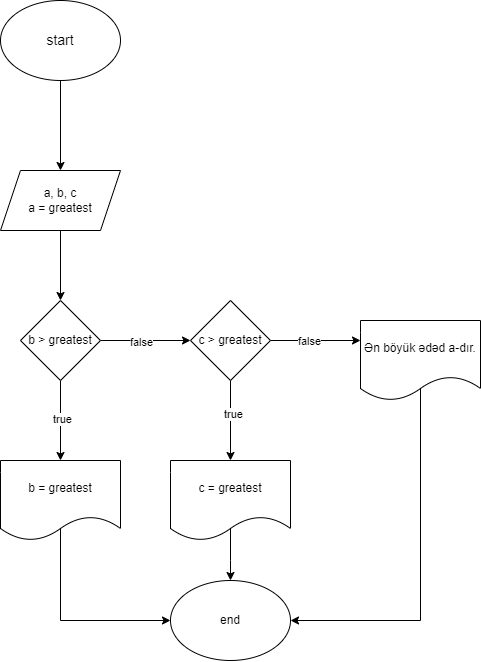 start
a, b, c
a = greatest
b > greatest
false
c > greatest
false
Ən böyük ədəd a-dır.
true
true
b = greatest
c = greatest
end